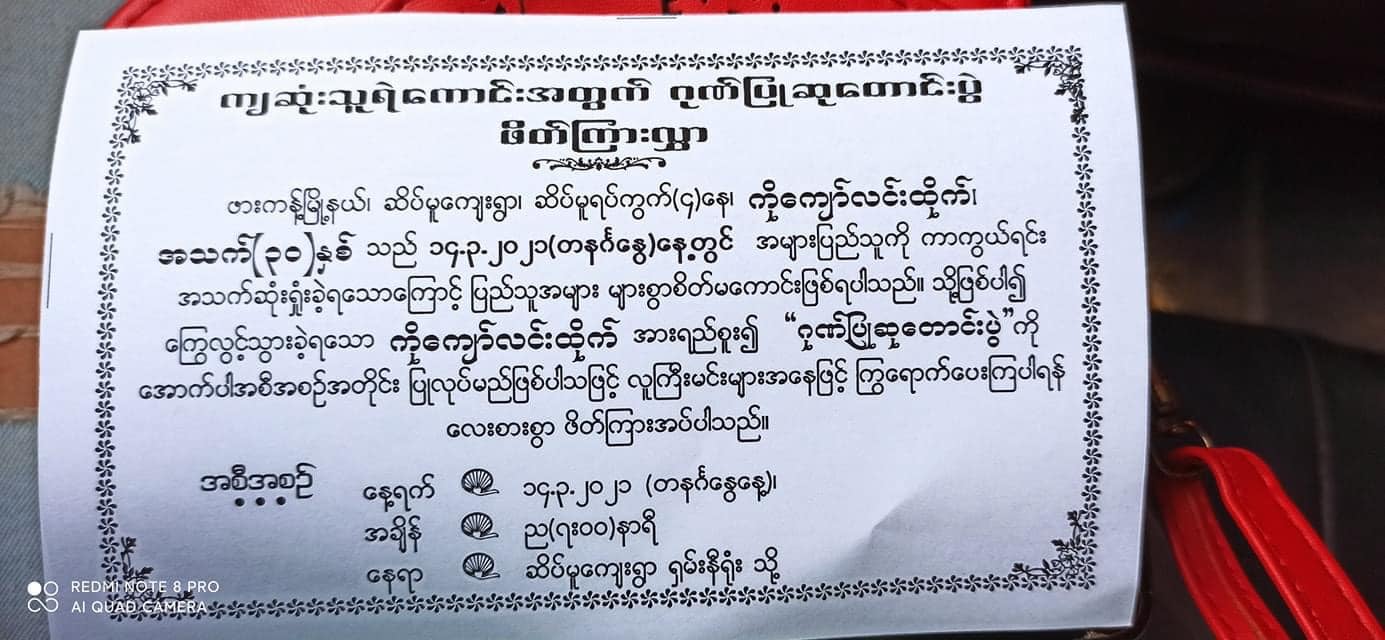 ကျဆုံးသူရဲကောင်းအတွက် ဂုဏ်ပြုဆုတောင်းပွဲ
ဖိတ်ကြားလွှာ
ဖားကန့်မြို့နယ်၊ ဆိပ်မူကျေးရွာ၊ ဆိပ်မူရပ်ကွက်(၄)နေ၊ ကိုကျော်လင်းထိုက်၊
အသက်(၃၀)နှစ် သည် ၁၄.၃.၂၀၂၁(တနင်္ဂနွေ)နေ့တွင် အများပြည်သူကို ကာကွယ်ရင်း
အသက်ဆုံးရှုံးခဲ့ရသောကြောင့် ပြည်သူအများ များစွာစိတ်မကောင်းဖြစ်ရပါသည်။ သို့ဖြစ်ပါ၍
ကြွေလွင့်သွားခဲ့ရသော ကိုကျော်လင်းထိုက် အားရည်စူး၍ “ဂုဏ်ပြုဆုတောင်းပွဲ”ကို
အောက်ပါအစီအစဉ်အတိုင်း ပြုလုပ်မည်ဖြစ်ပါသဖြင့် လူကြီးမင်းများအနေဖြင့် ကြွရောက်ပေးကြပါရန်
လေးစားစွာ ဖိတ်ကြားအပ်ပါသည်။
အစီအစဉ် နေ့ရက် ၁၄.၃.၂၀၂၁ (တနင်္ဂနွေနေ့)၊
အချိန် ည(၇း၀၀)နာရီ
နေရာ ဆိပ်မူကျေးရွာ ရှမ်းနီရုံး သို့
REDMI NOTE 8 PRO
AI QUAD CAMERA